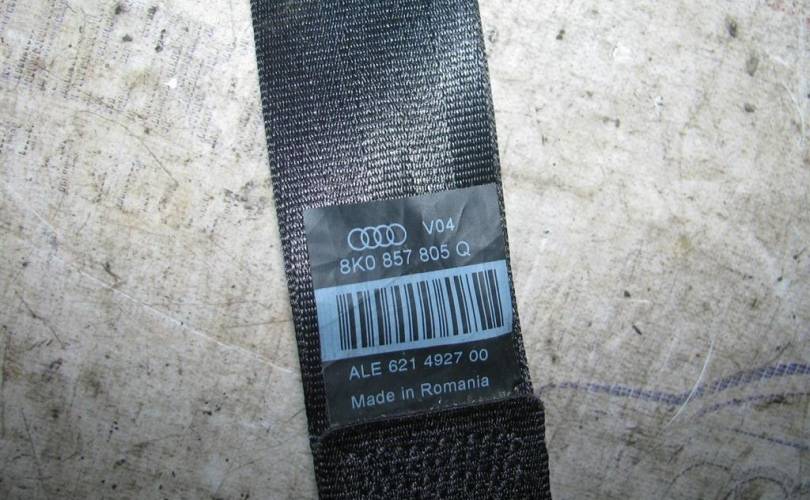 V04
8K0 857 805 Q
ALE 621 4927 00
Made in Romania